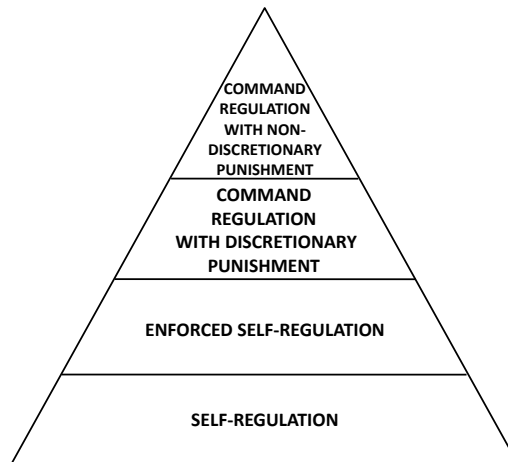 COMMAND
REGULATION
WITH NON-
DISCRETIONARY
PUNISHMENT
COMMAND
REGULATION
WITH DISCRETIONARY
PUNISHMENT
ENFORCED SELF-REGULATION
SELF-REGULATION